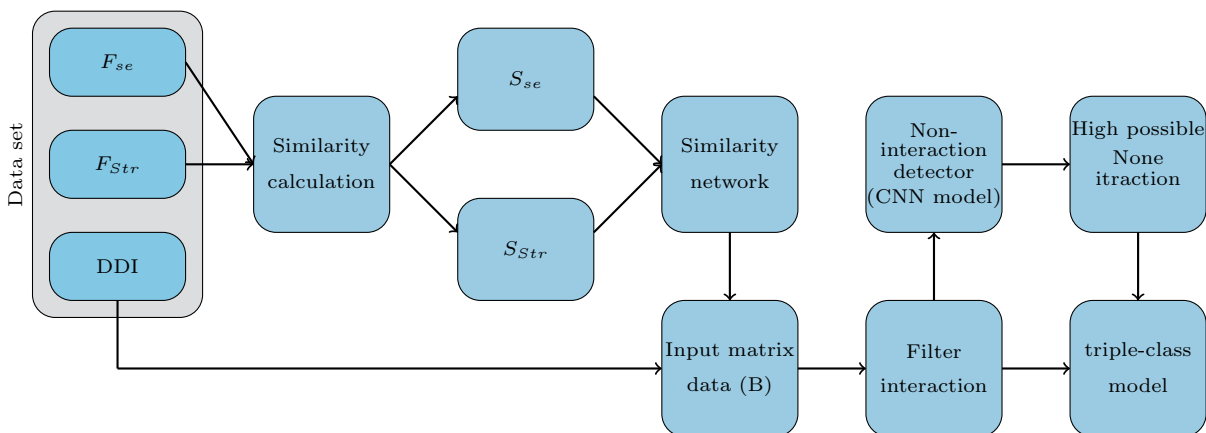 Data set
F_se
F_Str
DDI
Similarity
calculation
S_se
S_Str
Similarity
network
Input matrix
data (B)
Non-
interaction
detector
(CNN model)
Filter
interaction
High possible
None
itraction
triple-class
model